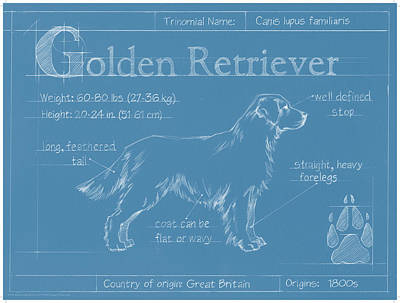 Trinomial Name: Canis lupus familiaris
Golden Retriever
Weight: 60-80 lbs (27-36 kg)
Height: 20-24 in. (51-61 cm)
well defined
stop
long, feathered
tail
straight, heavy
forelegs
coat can be
flat or wavy
Country of origin: Great Britain
Origins: 1800s